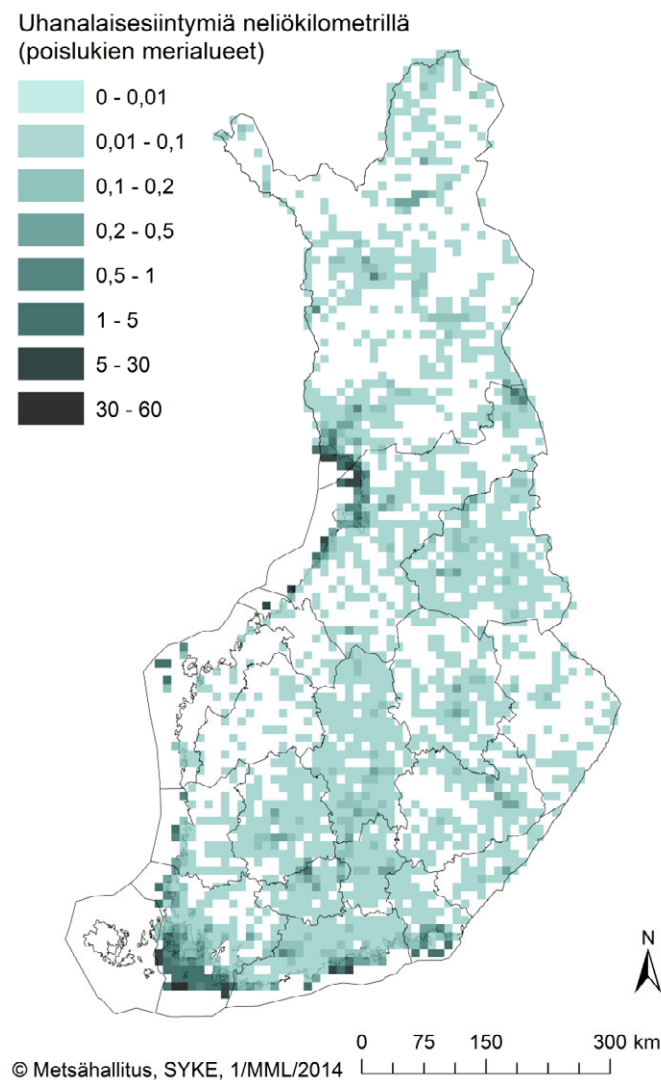 Uhanalaisesiintymiä neliökilometrillä
(poislukien merialueet)
0 - 0,01
0,01 - 0,1
0,1 - 0,2
0,2 - 0,5
0,5 - 1
1 - 5
5 - 30
30 - 60
N
0 75 150 300 km
© Metsähallitus, SYKE, 1/MML/2014